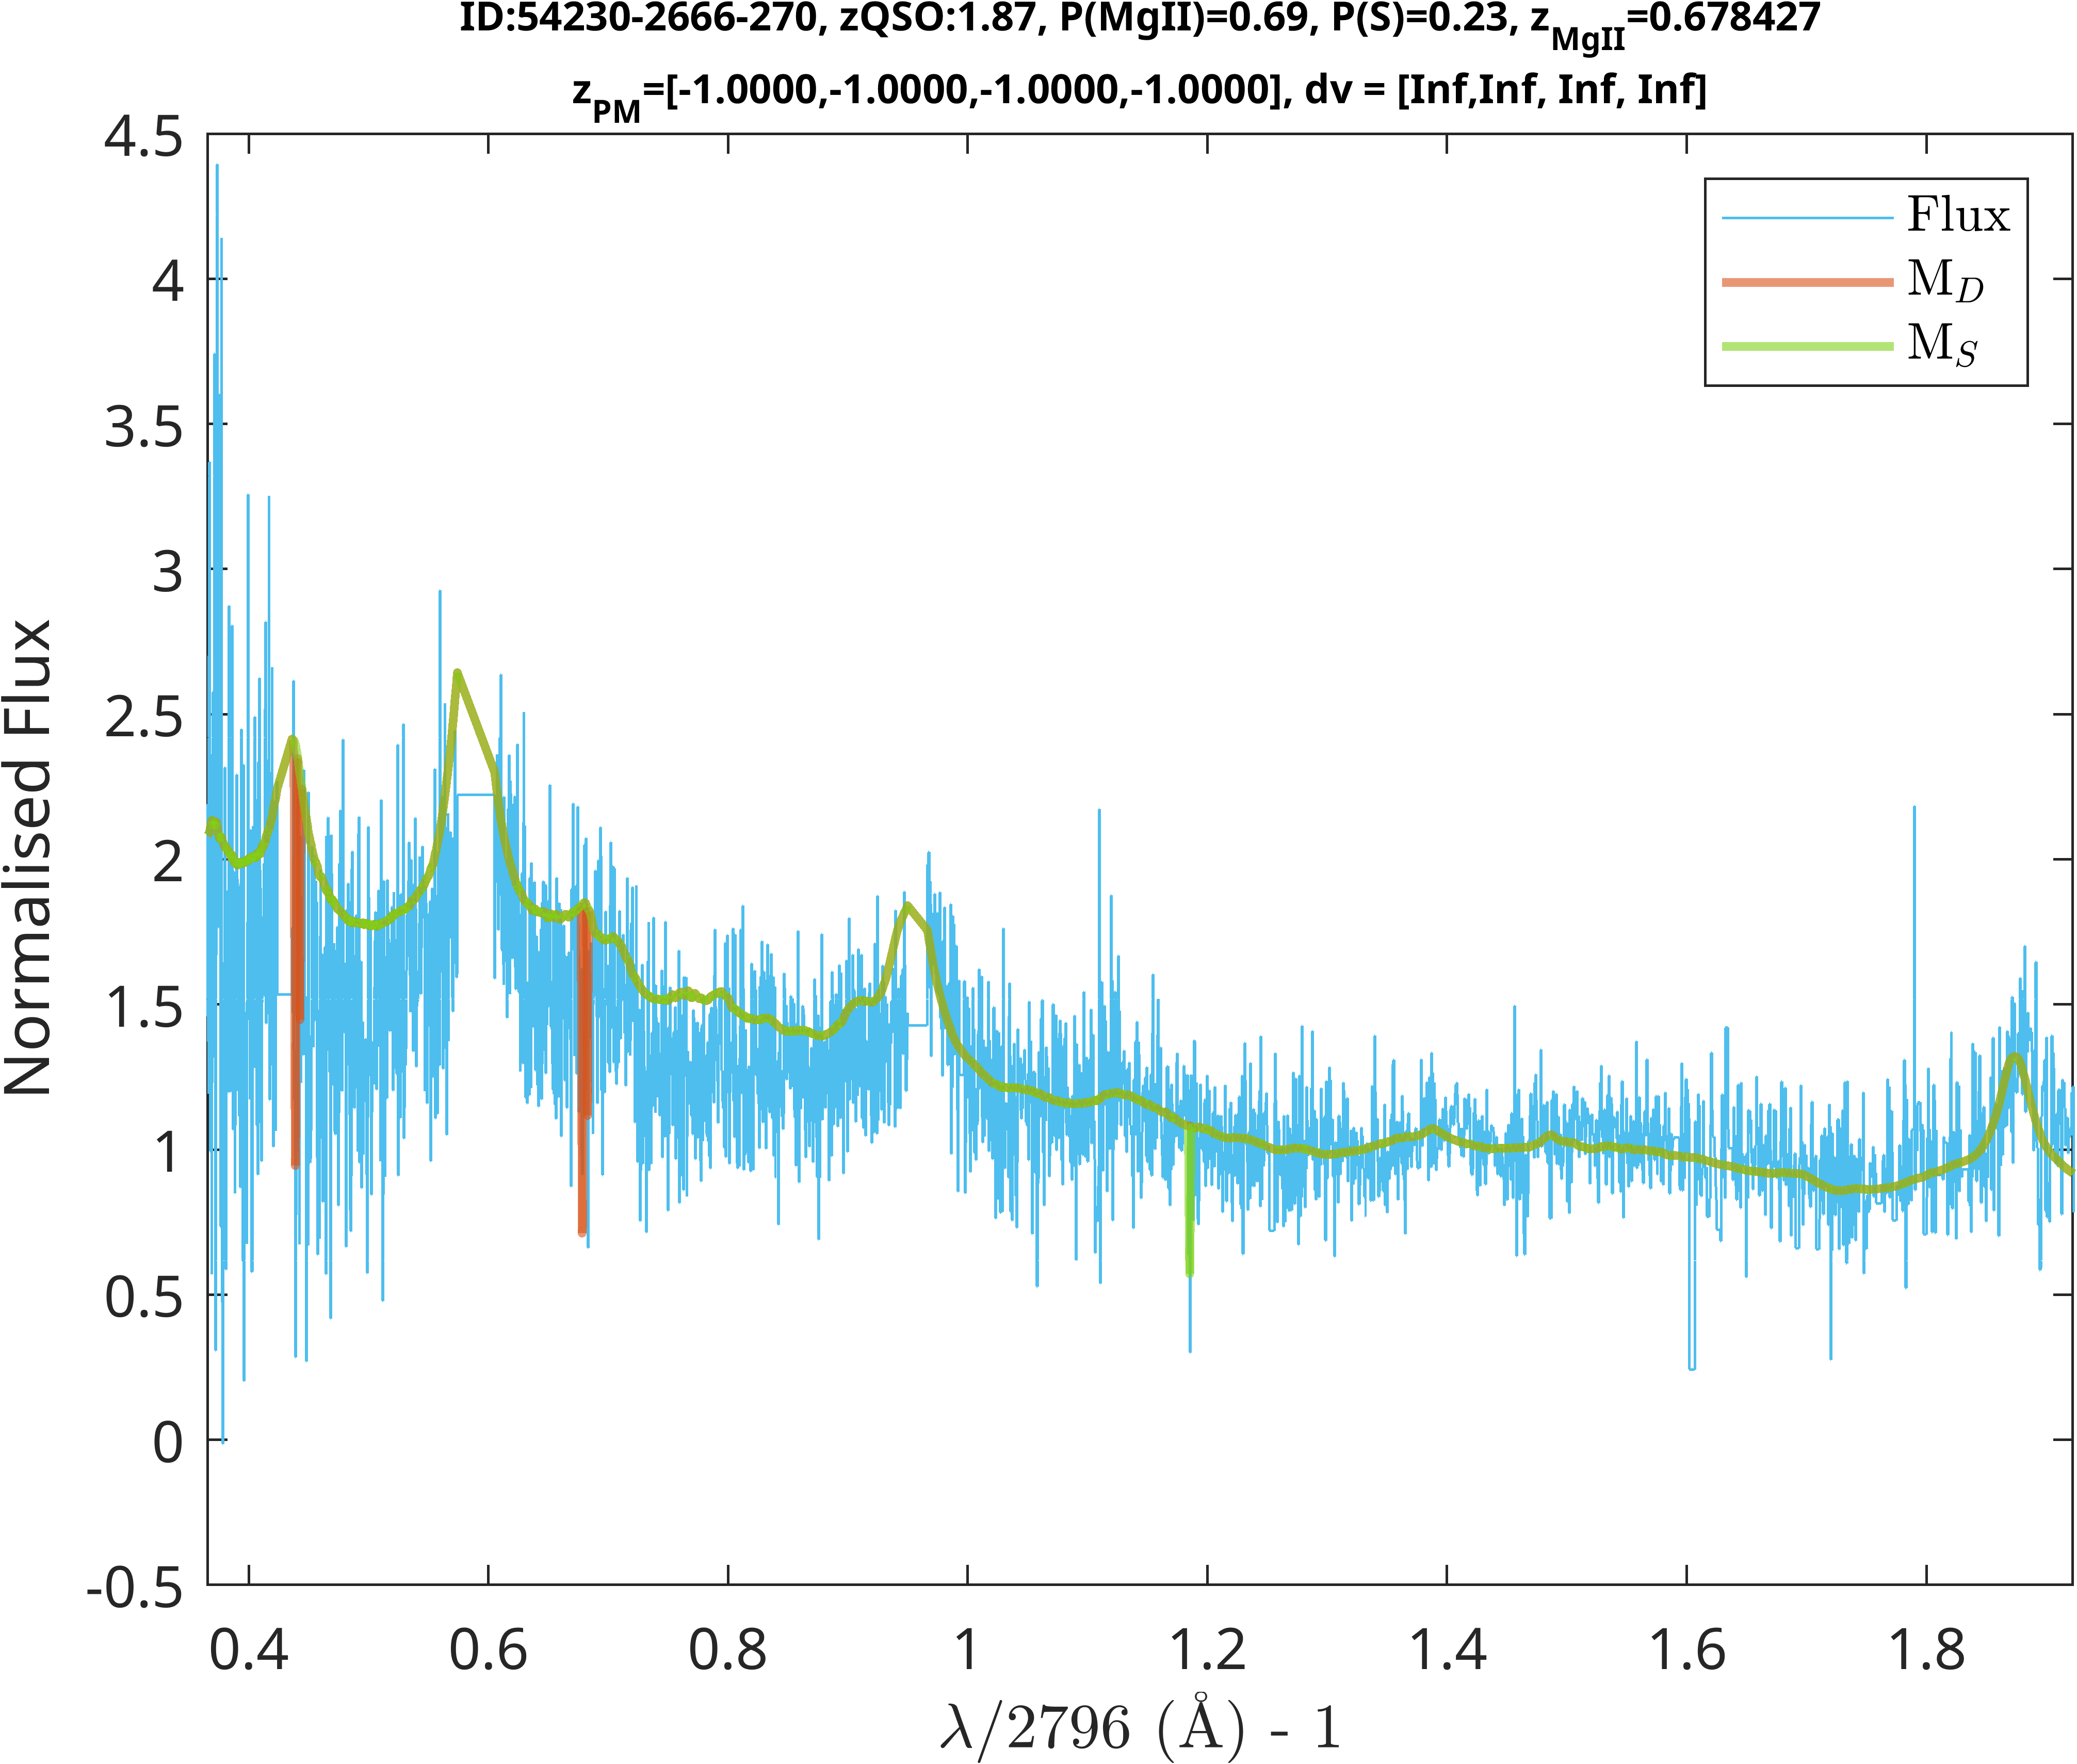 ID:54230-2666-270, zQSO:1.87, P(MgII)=0.69, P(S)=0.23, zMgII=0.678427
zPM=[-1.0000,-1.0000,-1.0000,-1.0000], dv = [Inf,Inf, Inf, Inf]
4.5
4
3.5
3
2.5
2
1.5
1
0.5
0
-0.5
Normalised Flux
Flux
MD
MS
0.4 0.6 0.8 1 1.2 1.4 1.6 1.8
λ/2796 (Å) - 1